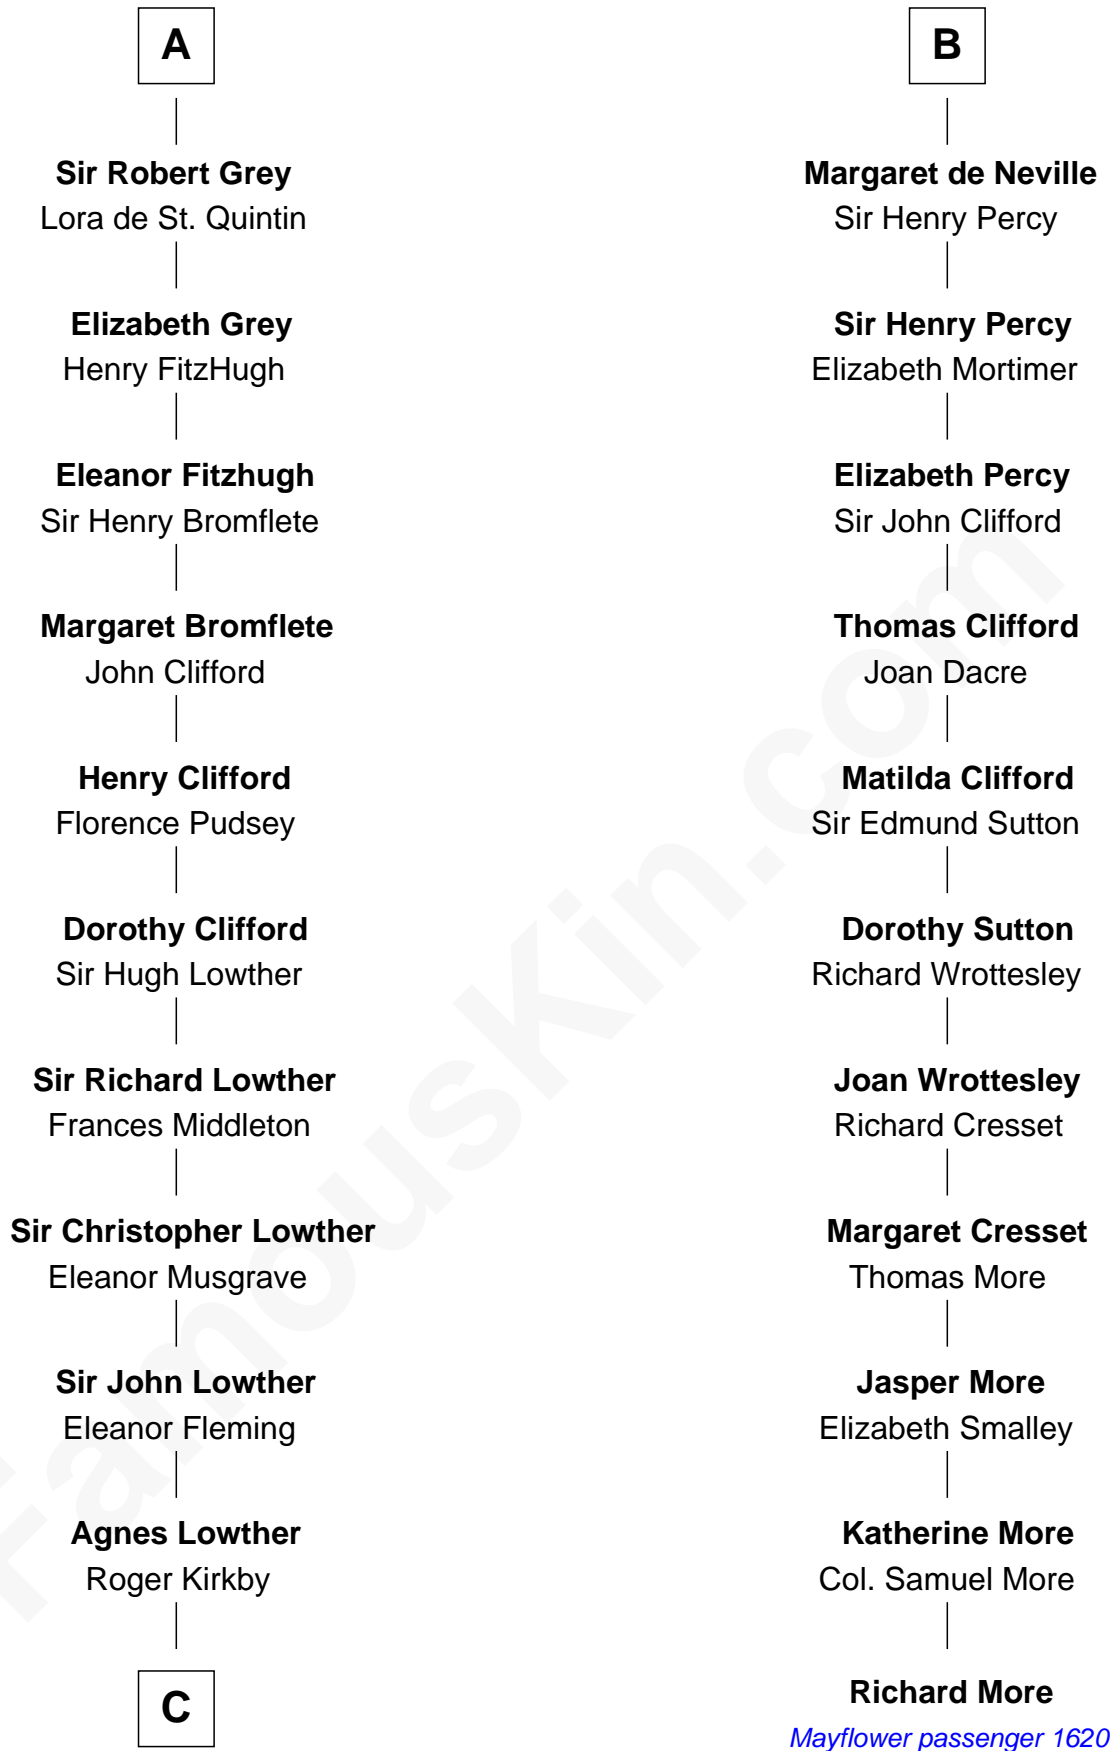 A
Sir Robert Grey
Lora de St. Quintin
Elizabeth Grey
Henry FitzHugh
Eleanor Fitzhugh
Sir Henry Bromflete
Margaret Bromflete
John Clifford
Henry Clifford
Florence Pudsey
Dorothy Clifford
Sir Hugh Lowther
Sir Richard Lowther
Frances Middleton
Sir Christopher Lowther
Eleanor Musgrave
Sir John Lowther
Eleanor Fleming
Agnes Lowther
Roger Kirkby
C
B
Margaret de Neville
Sir Henry Percy
Sir Henry Percy
Elizabeth Mortimer
Elizabeth Percy
Sir John Clifford
Thomas Clifford
Joan Dacre
Matilda Clifford
Sir Edmund Sutton
Dorothy Sutton
Richard Wrottesley
Joan Wrottesley
Richard Cresset
Margaret Cresset
Thomas More
Jasper More
Elizabeth Smalley
Katherine More
Col. Samuel More
Richard More
Mayflower passenger 1620
FamousKin.com